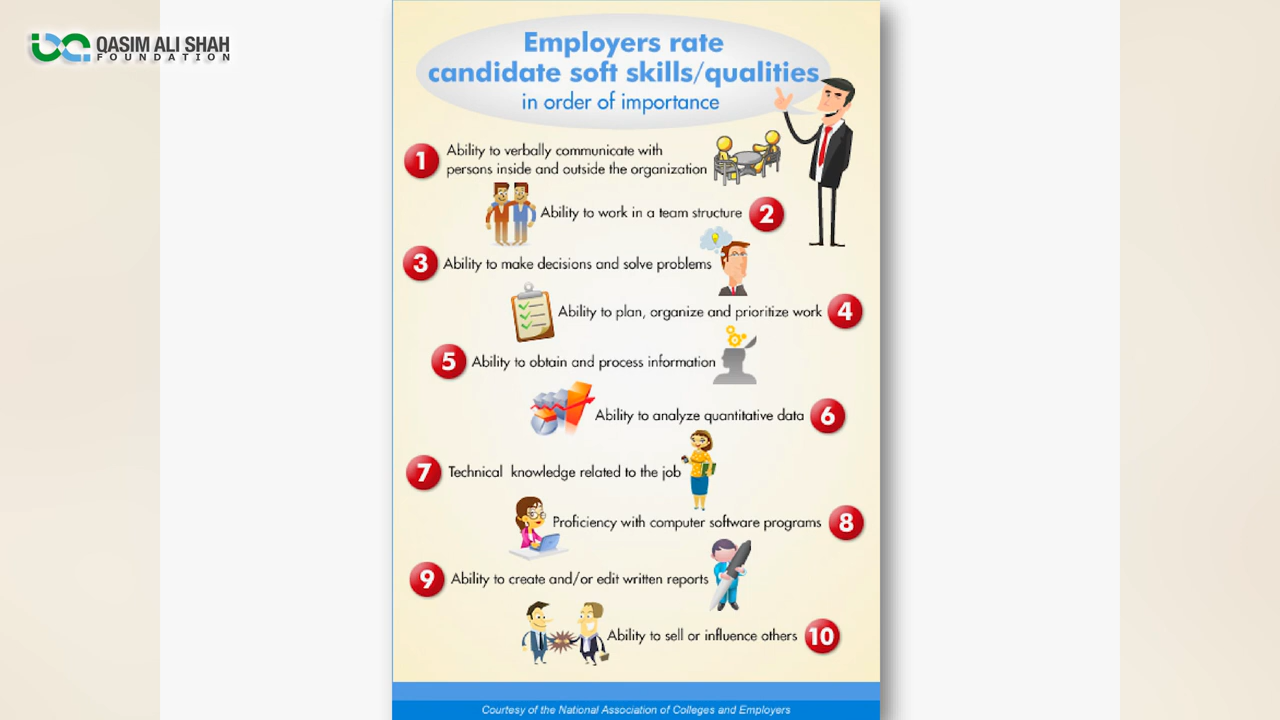 QASIM ALI SHAH
FOUNDATION
Employers rate
candidate soft skills/qualities
in order of importance
1 Ability to verbally communicate with
persons inside and outside the organization
Ability to work in a team structure 2
3 Ability to make decisions and solve problems
Ability to plan, organize and prioritize work 4
5 Ability to obtain and process information
Ability to analyze quantitative data 6
7 Technical knowledge related to the job
Proficiency with computer software programs 8
9 Ability to create and/or edit written reports
Ability to sell or influence others 10
Courtesy of the National Association of Colleges and Employers